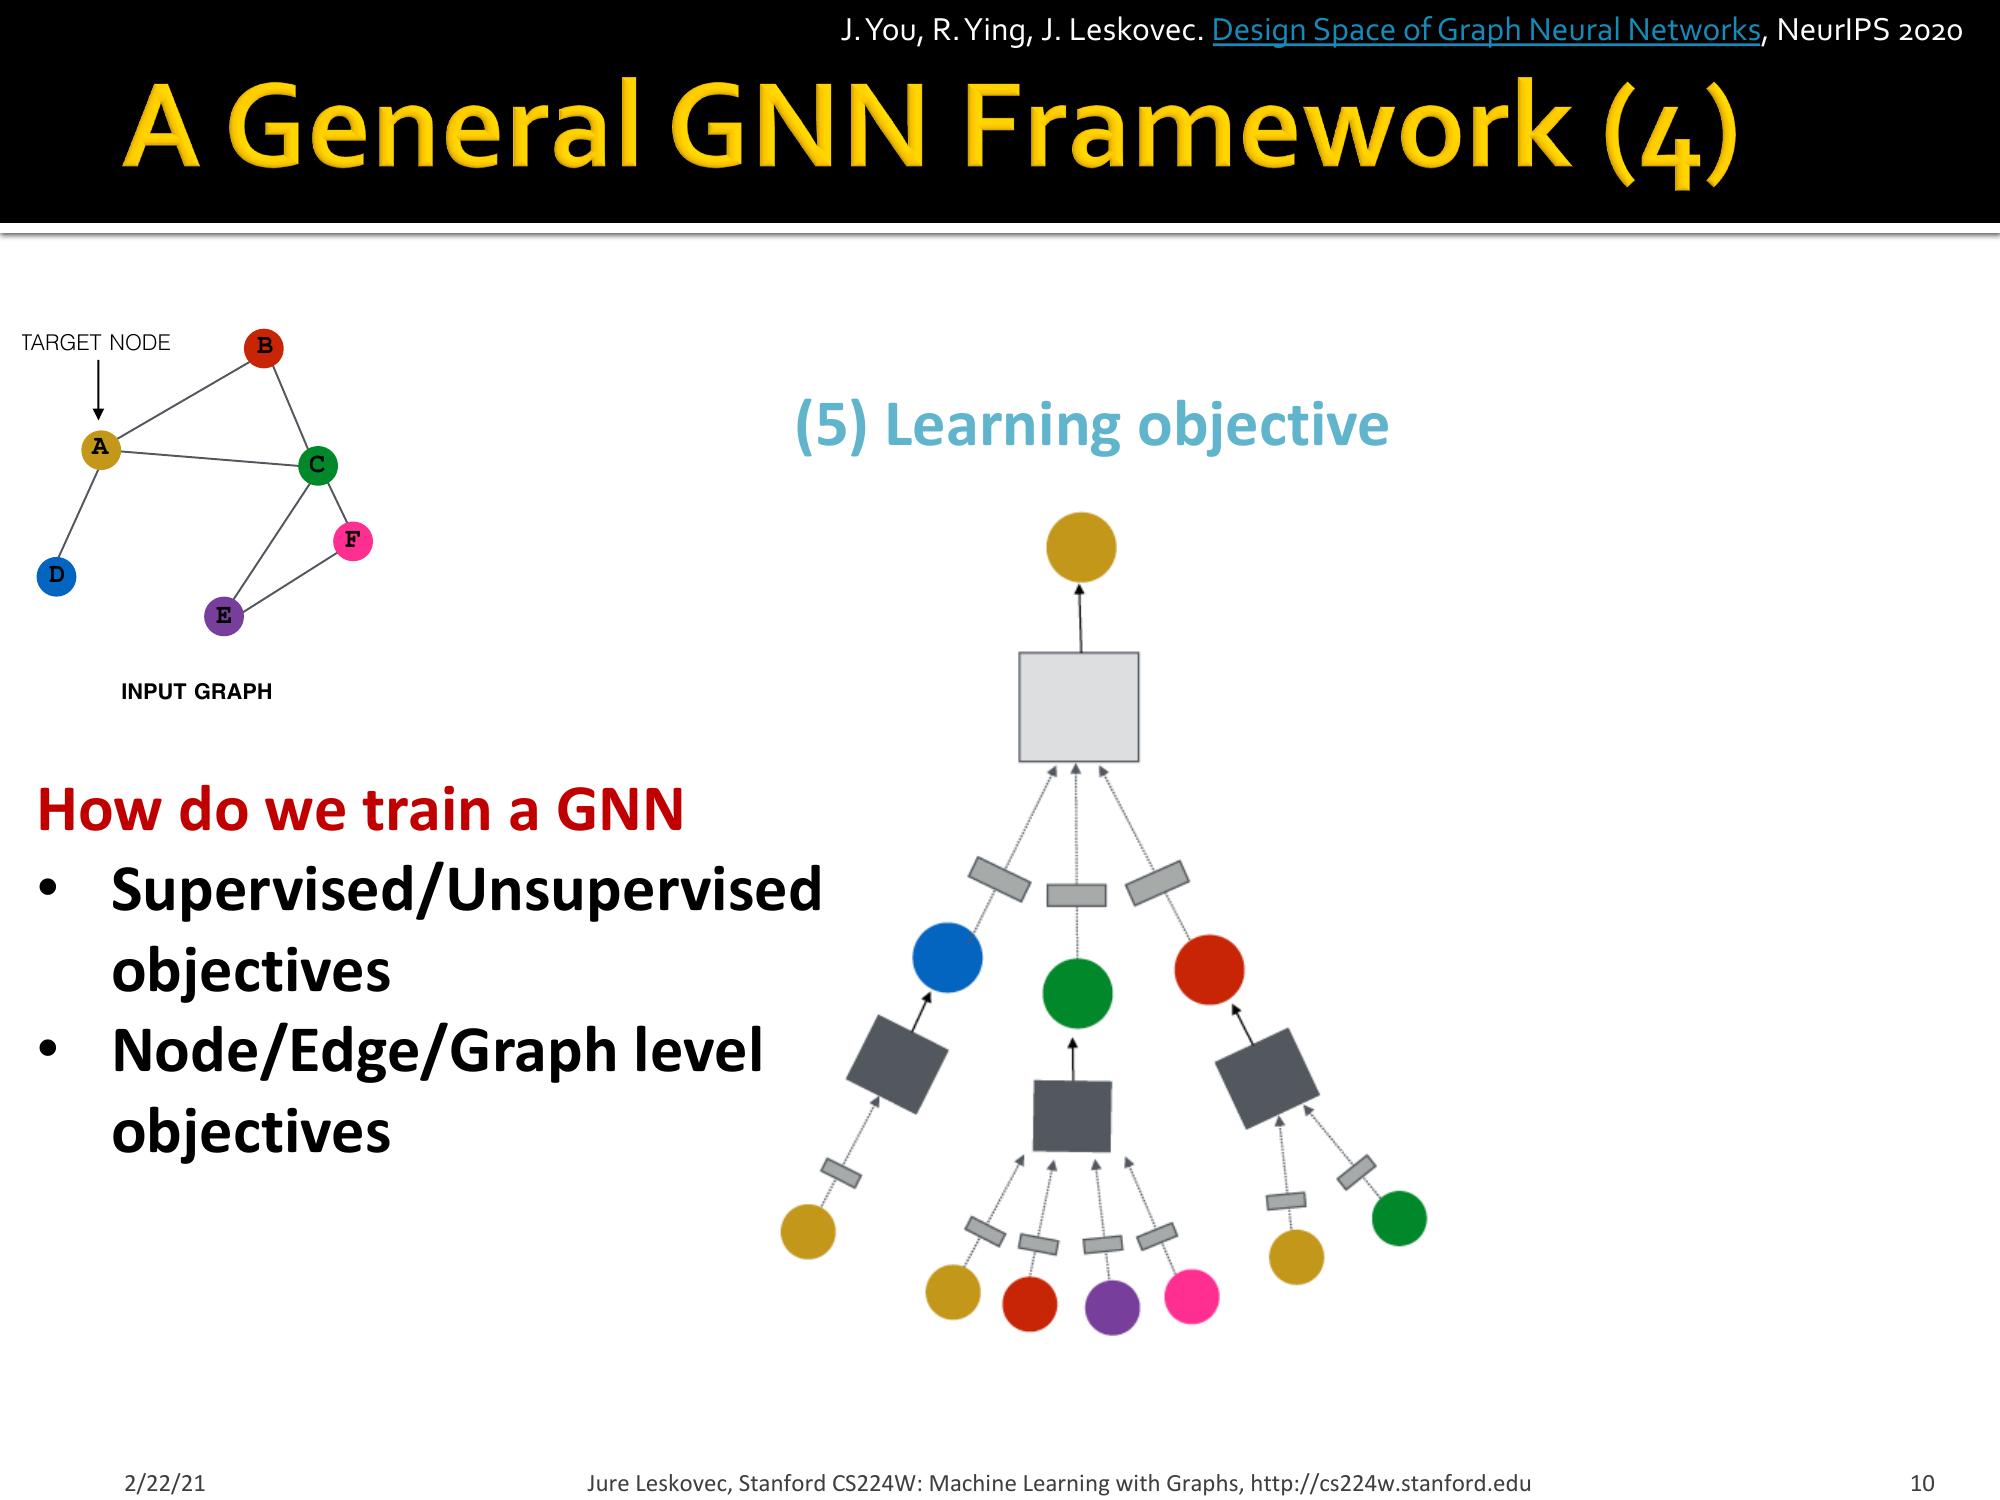 J. You, R. Ying, J. Leskovec. Design Space of Graph Neural Networks, NeurIPS 2020
A General GNN Framework (4)
TARGET NODE
B
A
C
F
D
E
INPUT GRAPH
(5) Learning objective
How do we train a GNN
• Supervised/Unsupervised
objectives
• Node/Edge/Graph level
objectives
2/22/21
Jure Leskovec, Stanford CS224W: Machine Learning with Graphs, http://cs224w.stanford.edu
10